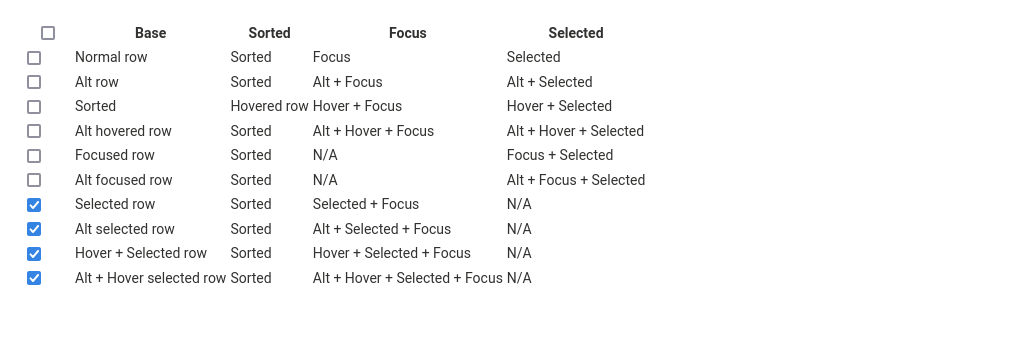 Base Sorted Focus Selected
Normal row Sorted Focus Selected
Alt row Sorted Alt + Focus Alt + Selected
Sorted Hovered row Hover + Focus Hover + Selected
Alt hovered row Sorted Alt + Hover + Focus Alt + Hover + Selected
Focused row Sorted N/A Focus + Selected
Alt focused row Sorted N/A Alt + Focus + Selected
Selected row Sorted Selected + Focus N/A
Alt selected row Sorted Alt + Selected + Focus N/A
Hover + Selected row Sorted Hover + Selected + Focus N/A
Alt + Hover selected row Sorted Alt + Hover + Selected + Focus N/A